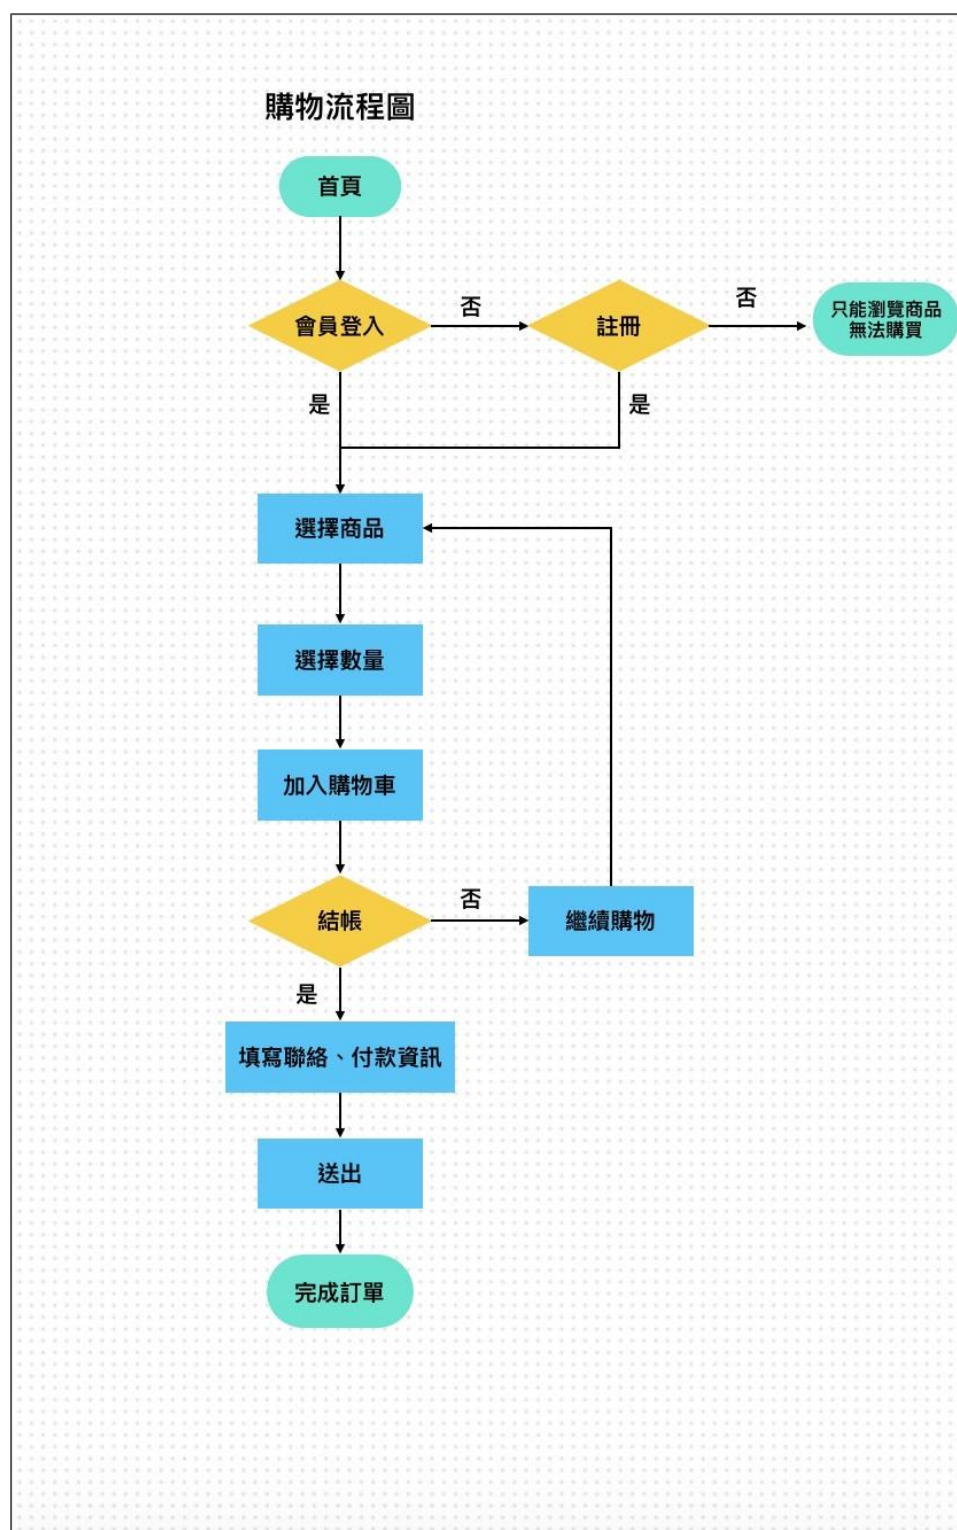 購物流程圖
首頁
會員登入
否
註冊
否
只能瀏覽商品
無法購買
是
是
選擇商品
選擇數量
加入購物車
結帳
否
繼續購物
是
填寫聯絡、付款資訊
送出
完成訂單